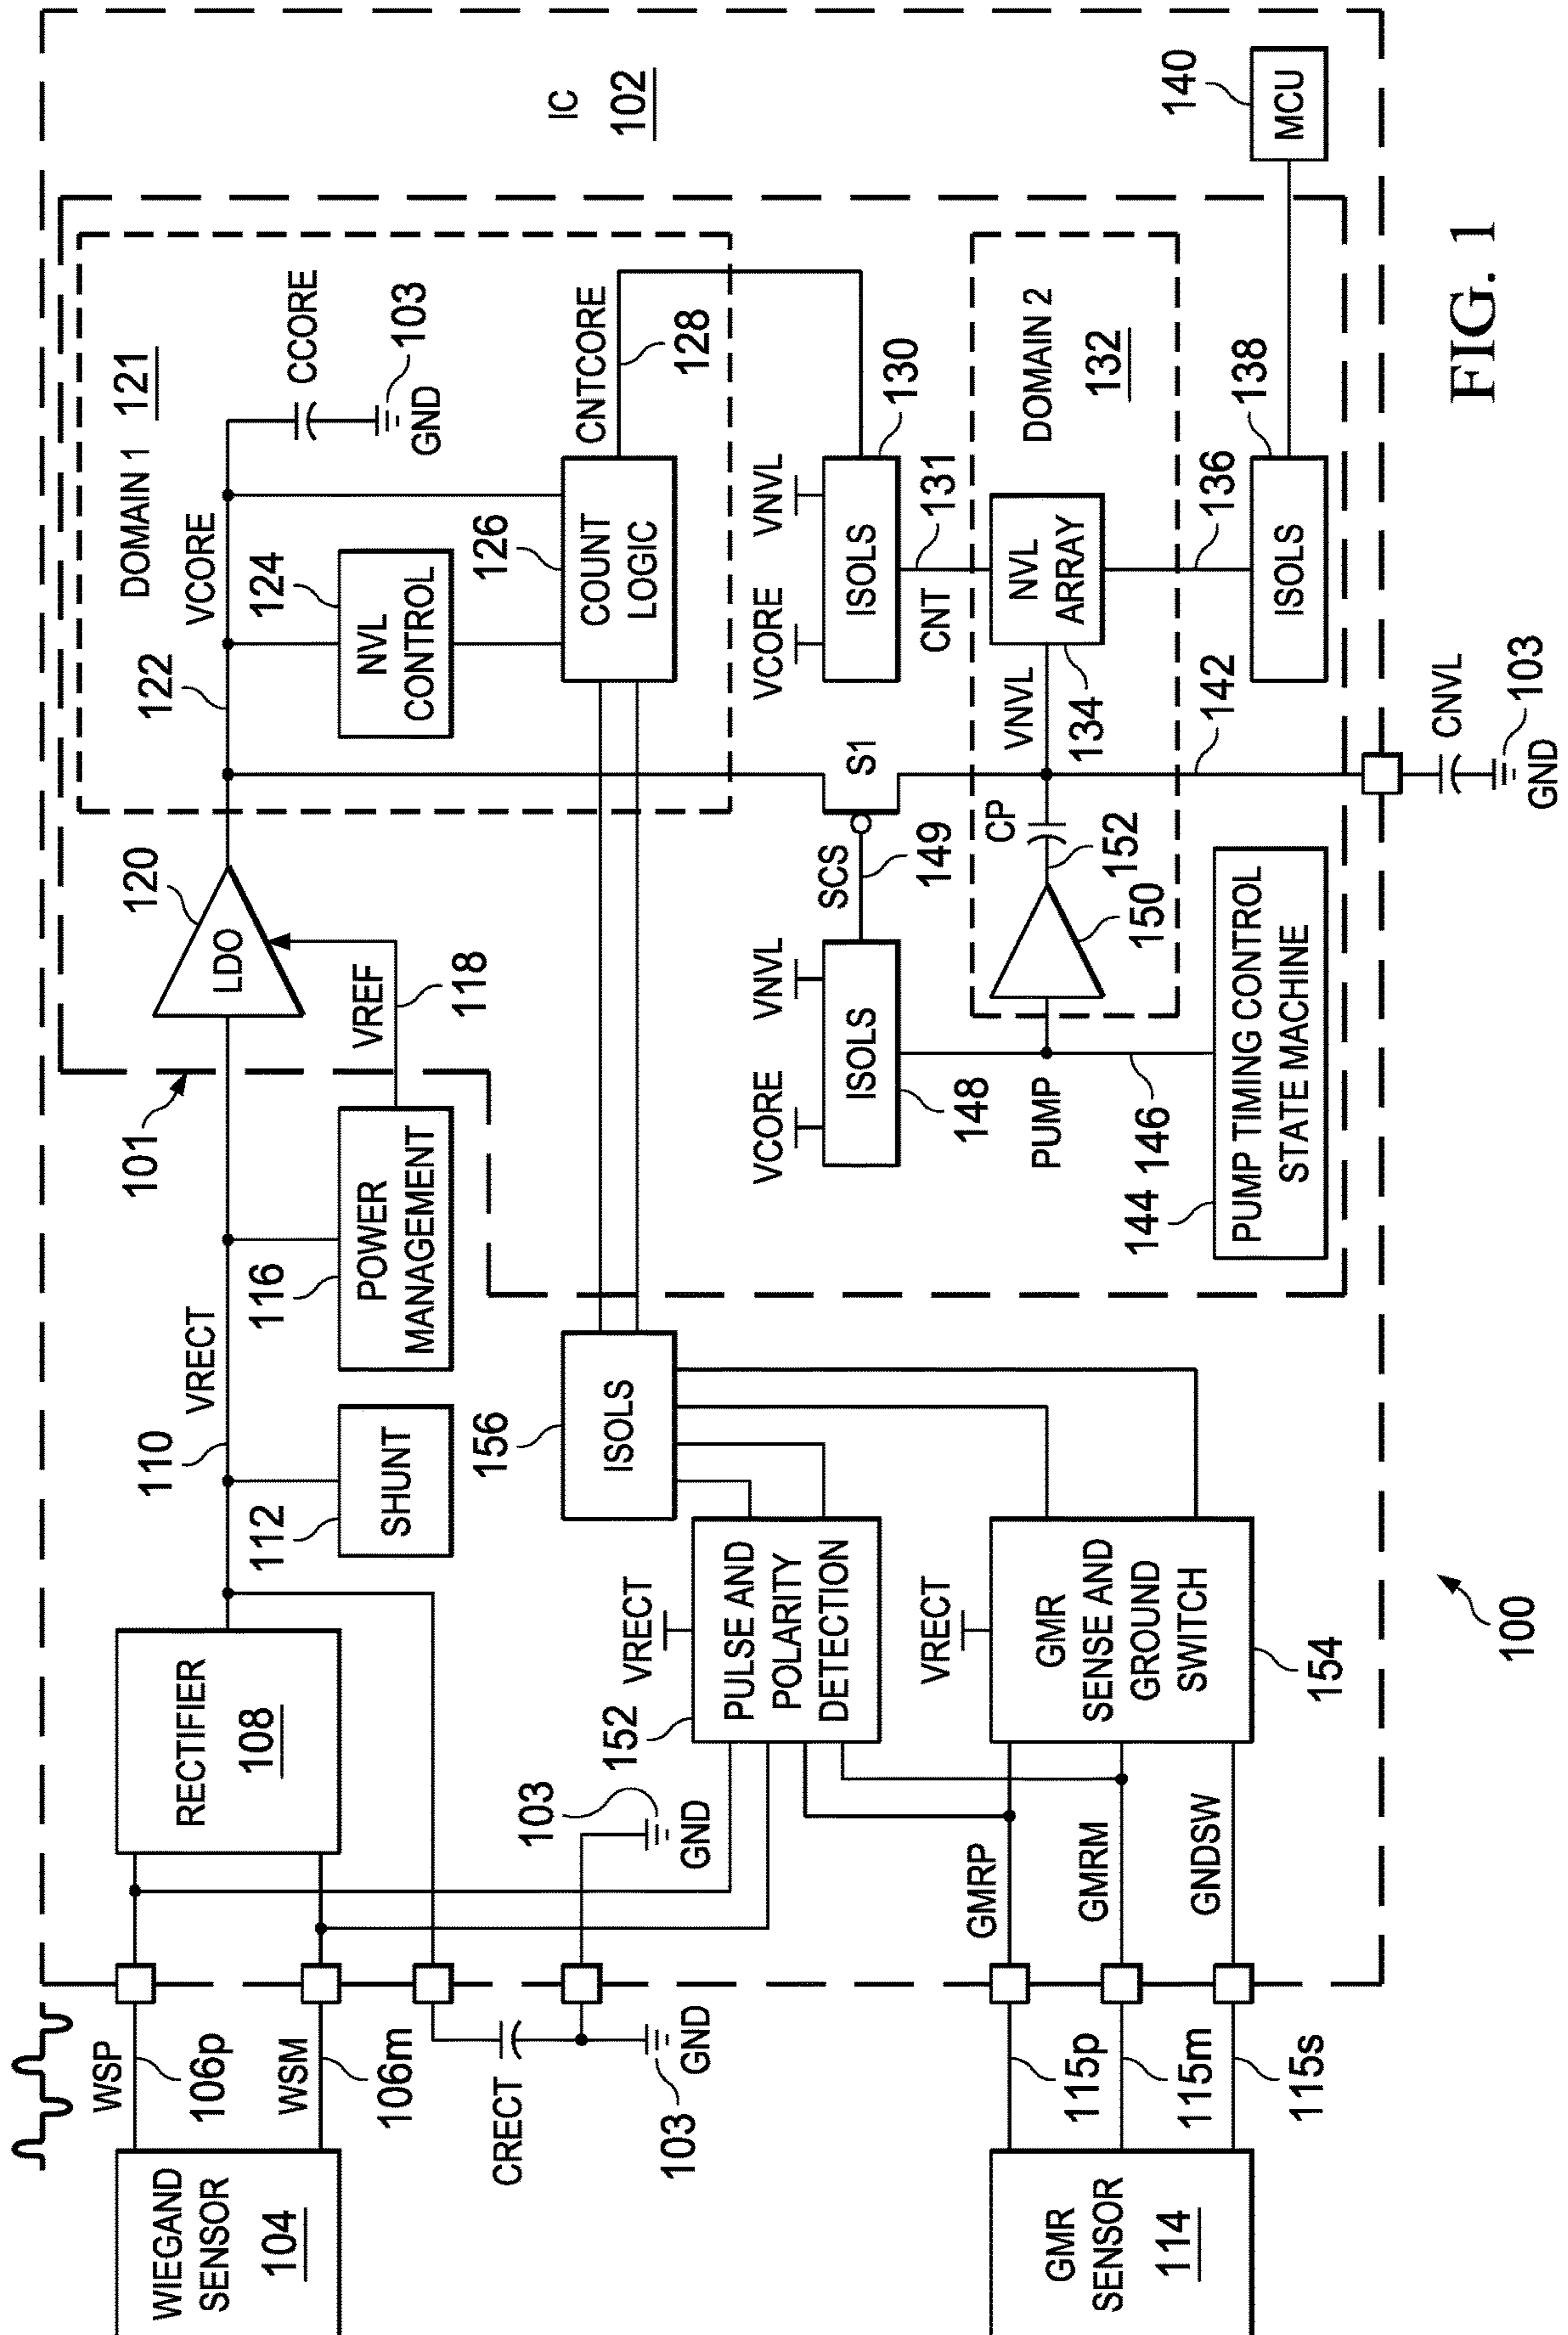 WIEGAND
SENSOR
104
WSP
106p
WSM
106m
CRECT
103
GND
RECTIFIER
108
103
GND
110
VRECT
112
SHUNT
116
POWER
MANAGEMENT
101
VREF
118
120
LDO
122
DOMAIN 1
121
VCORE
124
NVL
CONTROL
126
COUNT
LOGIC
CCORE
103
GND
CNTCORE
128
IC
102
GMR
SENSOR
114
115p
115m
115s
GMRP
GMRM
GNDSW
152
VRECT
PULSE AND
POLARITY
DETECTION
VRECT
GMR
SENSE AND
GROUND
SWITCH
154
156
ISOLS
VCORE
VNVL
ISOLS
148
SCS
149
S1
VCORE
VNVL
ISOLS
130
CNT
131
PUMP
146
150
152
CP
VNVL
134
NVL
ARRAY
DOMAIN 2
132
144
PUMP TIMING CONTROL
STATE MACHINE
142
136
ISOLS
138
140
MCU
CNVL
103
GND
100
FIG. 1